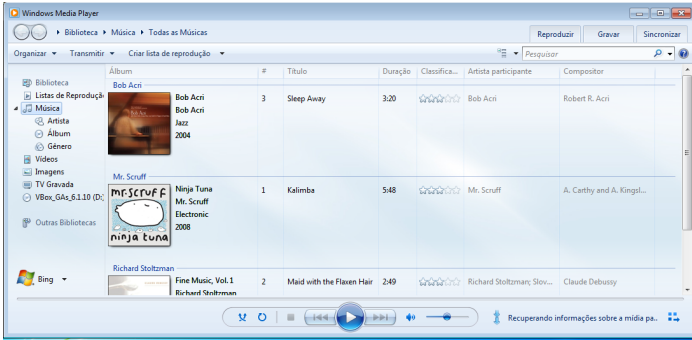 Windows Media Player
Biblioteca Música Todas as Músicas
Reproduzir Gravar Sincronizar
Organizar Transmitir Criar lista de reprodução Pesquisar
Álbum # Título Duração Classifica... Artista participante Compositor
Biblioteca
Listas de Reproduçã
Música
Artista
Álbum
Gênero
Vídeos
Imagens
TV Gravada
VBox_GAs_6.1.10 (D:)
Outras Bibliotecas
Bing
Bob Acri
Bob Acri 3 Sleep Away 3:20 Bob Acri Robert R. Acri
Bob Acri
Jazz
2004
Mr. Scruff
mr.scruff
ninja tuna
Ninja Tuna 1 Kalimba 5:48 Mr. Scruff A. Carthy and A. Kingsl...
Mr. Scruff
Electronic
2008
Richard Stoltzman
Fine Music, Vol. 1 2 Maid with the Flaxen Hair 2:49 Richard Stoltzman; Slov... Claude Debussy
Richard Stoltzman
Recuperando informações sobre a mídia pa..